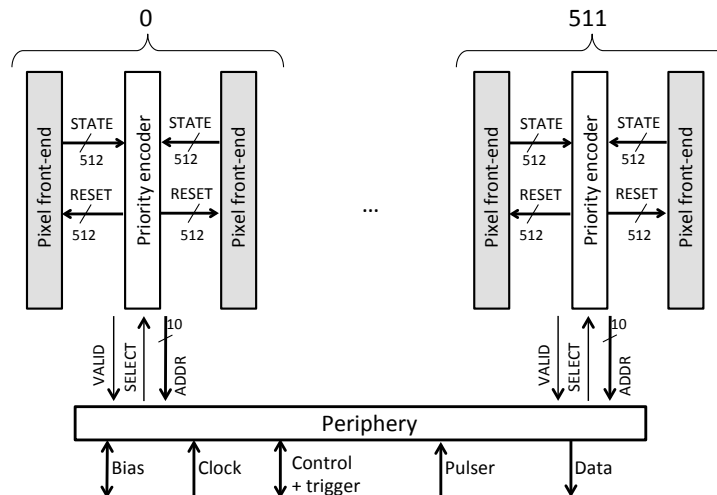 0 511
Pixel front-end
STATE
512
RESET
512
Priority encoder
STATE
512
RESET
512
Pixel front-end
...
Pixel front-end
STATE
512
RESET
512
Priority encoder
STATE
512
RESET
512
Pixel front-end
VALID
SELECT
10
ADDR
VALID
SELECT
10
ADDR
Periphery
Bias
Clock
Control
+ trigger
Pulser
Data